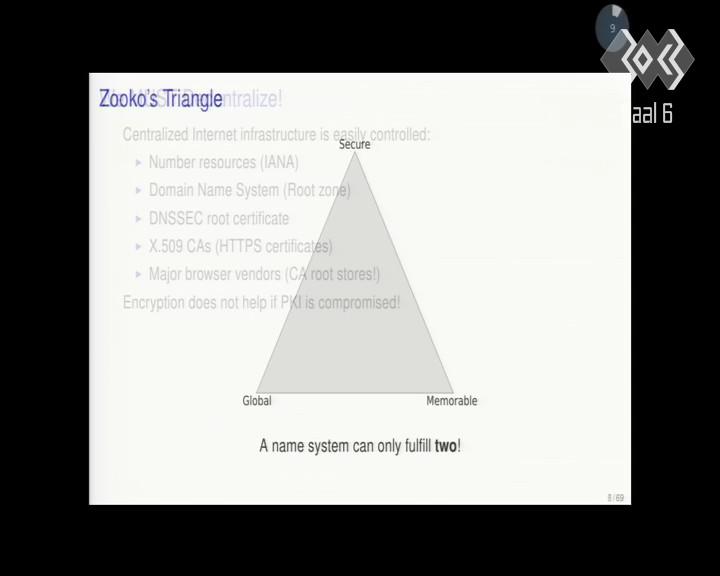 9
aal 6
Zooko's Triangle
Decentralize!
Centralized Internet infrastructure is easily controlled:
Secure
Number resources (IANA)
Domain Name System (Root zone)
DNSSEC root certificate
X.509 CAs (HTTPS certificates)
Major browser vendors (CA root stores!)
Encryption does not help if PKI is compromised!
Global
Memorable
A name system can only fulfill two!
8 / 69